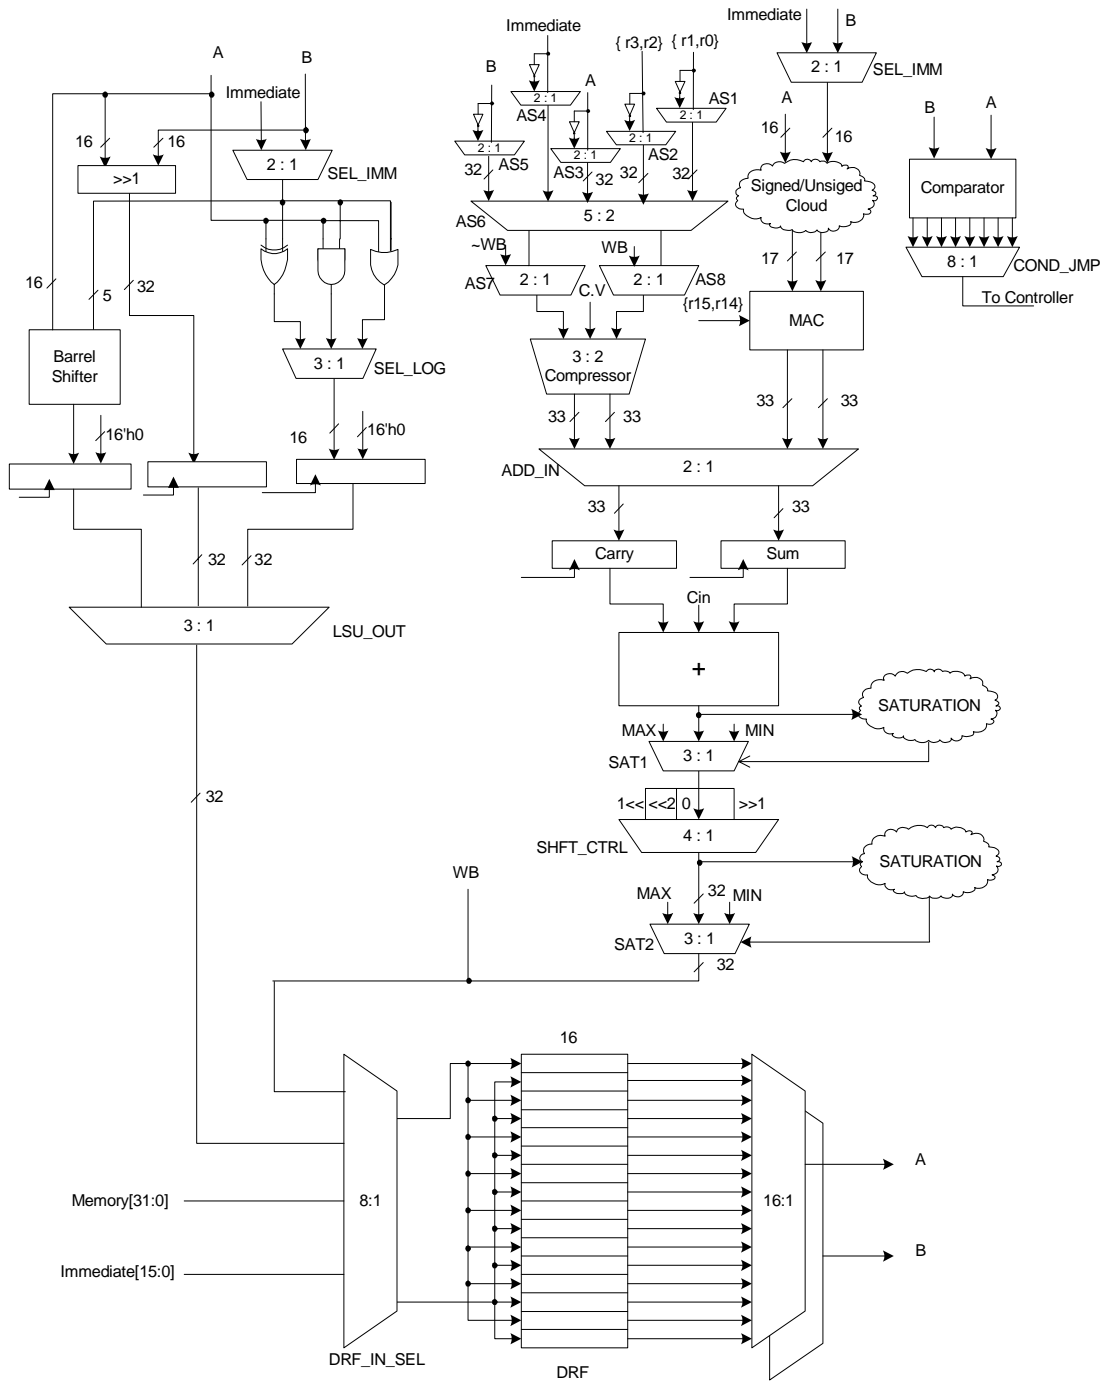 Immediate
B
2 : 1
SEL_IMM
A
16
16
Signed/Unsiged
Cloud
17
17
{r15,r14}
MAC
33
33
B
A
Comparator
8 : 1
COND_JMP
To Controller
Immediate
{ r3,r2}
{ r1,r0}
B
A
2 : 1
AS4
2 : 1
AS1
2 : 1
AS2
2 : 1
AS5
2 : 1
AS3
32
32
32
32
AS6
5 : 2
~WB
WB
2 : 1
AS7
2 : 1
AS8
C.V
3 : 2
Compressor
33
33
ADD_IN
2 : 1
33
33
Carry
Sum
Cin
+
SATURATION
MAX
MIN
3 : 1
SAT1
1<<
<<2
0
>>1
4 : 1
SHFT_CTRL
SATURATION
32
MAX
MIN
3 : 1
SAT2
32
A
B
Immediate
16
16
>>1
2 : 1
SEL_IMM
16
5
32
Barrel
Shifter
3 : 1
SEL_LOG
16'h0
16
16'h0
32
32
3 : 1
LSU_OUT
32
WB
16
Memory[31:0]
Immediate[15:0]
8:1
DRF_IN_SEL
DRF
16:1
A
B